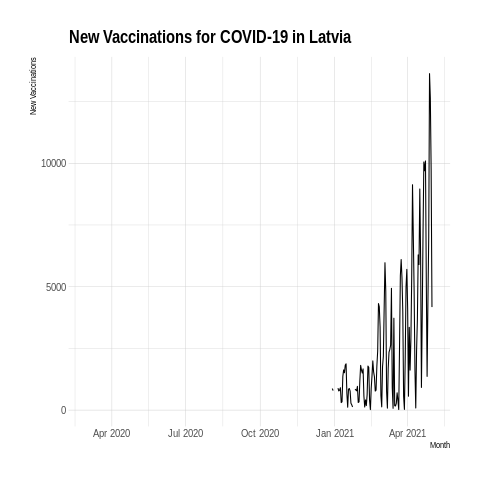 New Vaccinations for COVID-19 in Latvia
New Vaccinations
10000
5000
0
Apr 2020 Jul 2020 Oct 2020 Jan 2021 Apr 2021
Month